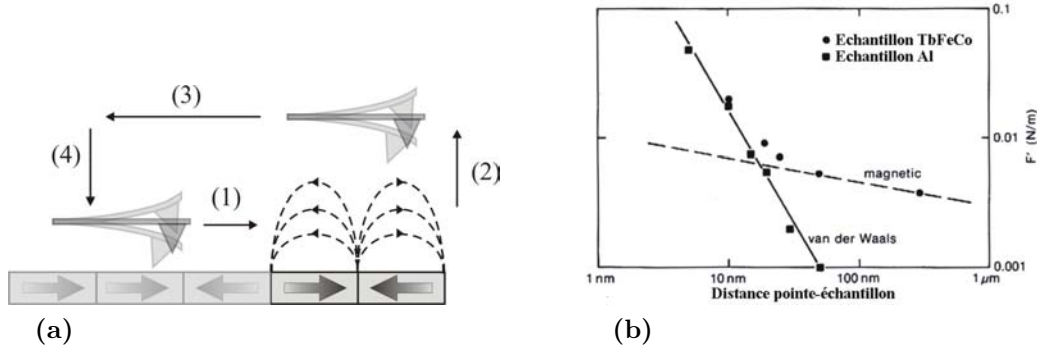 (3)
(4)
(2)
(1)
(a)
0.1
● Echantillon TbFeCo
■ Echantillon Al
0.01
F' (N/m)
magnetic
van der Waals
0.001
1 nm
10 nm
100 nm
1 µm
Distance pointe-échantillon
(b)